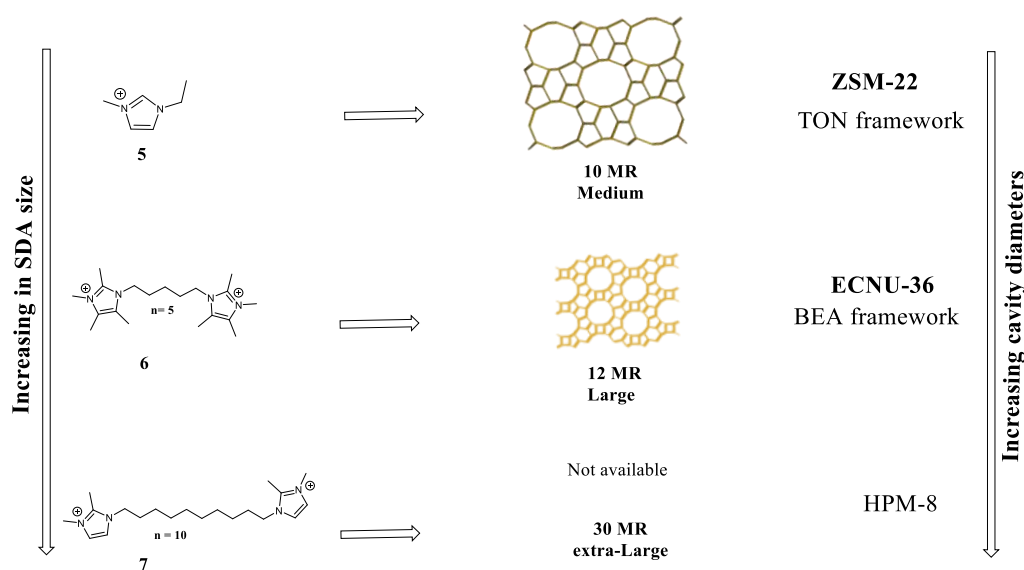 Increasing in SDA size
N
N
5
10 MR
Medium
ZSM-22
TON framework
N
N
n= 5
N
N
6
12 MR
Large
ECNU-36
BEA framework
N
N
n = 10
N
N
7
Not available
30 MR
extra-Large
HPM-8
Increasing cavity diameters